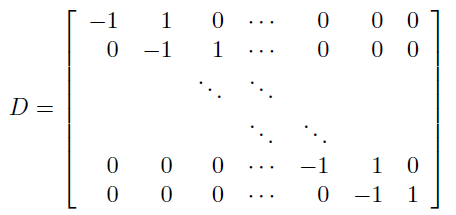 −1 1 0 ⋯ 0 0 0
0 −1 1 ⋯ 0 0 0
⋱ ⋱
D =
⋱ ⋱
0 0 0 ⋯ −1 1 0
0 0 0 ⋯ 0 −1 1